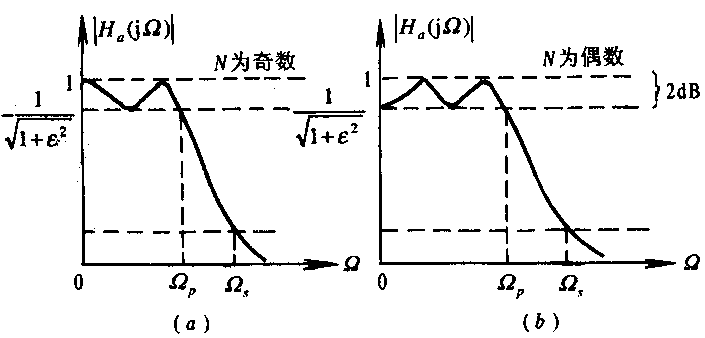 |Hₐ(jΩ)|
N为奇数
1
1/√(1+ε²)
0
Ωₚ
Ωₛ
Ω
(a)
|Hₐ(jΩ)|
N为偶数
1
2dB
1/√(1+ε²)
0
Ωₚ
Ωₛ
Ω
(b)